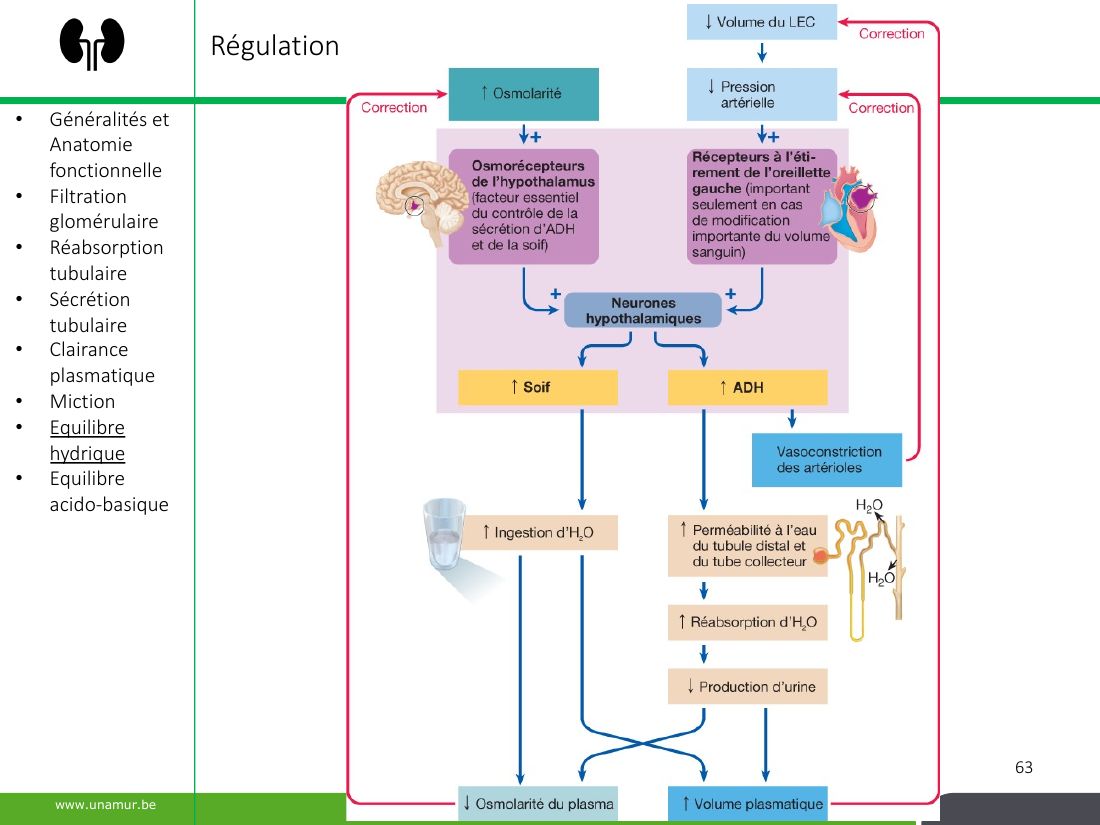 Régulation
• Généralités et
Anatomie
fonctionnelle
• Filtration
glomérulaire
• Réabsorption
tubulaire
• Sécrétion
tubulaire
• Clairance
plasmatique
• Miction
• Equilibre
hydrique
• Equilibre
acido-basique
↓ Volume du LEC
Correction
↑ Osmolarité
Correction
↓ Pression
artérielle
Correction
+
+
Osmorécepteurs
de l'hypothalamus
(facteur essentiel
du contrôle de la
sécrétion d'ADH
et de la soif)
Récepteurs à l'éti-
rement de l'oreillette
gauche (important
seulement en cas
de modification
importante du volume
sanguin)
+
+
Neurones
hypothalamiques
↑ Soif
↑ ADH
Vasoconstriction
des artérioles
↑ Ingestion d'H₂O
↑ Perméabilité à l'eau
du tubule distal et
du tube collecteur
H₂O
H₂O
↑ Réabsorption d'H₂O
↓ Production d'urine
↓ Osmolarité du plasma
↑ Volume plasmatique
63
www.unamur.be